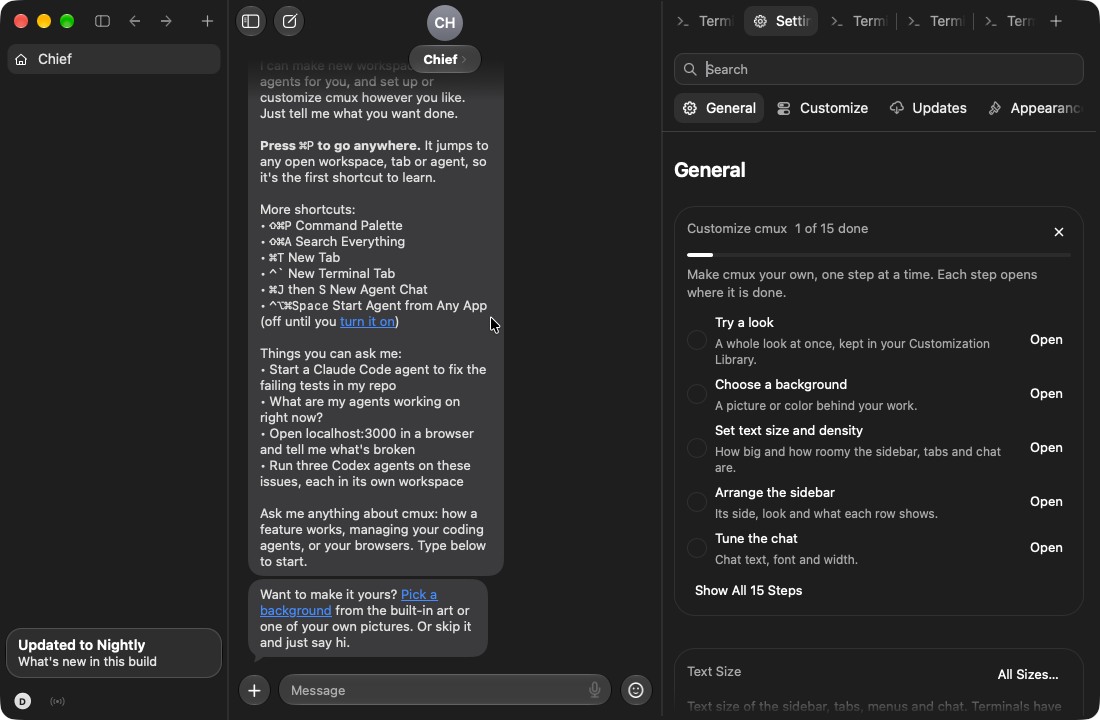 Chief
Updated to Nightly
What's new in this build
D
CH
Chief
I can make new workspac
agents for you, and set up or
customize cmux however you like.
Just tell me what you want done.
Press ⌘P to go anywhere. It jumps to
any open workspace, tab or agent, so
it's the first shortcut to learn.
More shortcuts:
• ⇧⌘P Command Palette
• ⇧⌘A Search Everything
• ⌘T New Tab
• ^` New Terminal Tab
• ⌘J then S New Agent Chat
• ^⌥⌘Space Start Agent from Any App
(off until you turn it on)
Things you can ask me:
• Start a Claude Code agent to fix the
failing tests in my repo
• What are my agents working on
right now?
• Open localhost:3000 in a browser
and tell me what's broken
• Run three Codex agents on these
issues, each in its own workspace
Ask me anything about cmux: how a
feature works, managing your coding
agents, or your browsers. Type below
to start.
Want to make it yours? Pick a
background from the built-in art or
one of your own pictures. Or skip it
and just say hi.
Message
Termi Settin Termi Termi Term
Search
General Customize Updates Appearanc
General
Customize cmux 1 of 15 done
Make cmux your own, one step at a time. Each step opens
where it is done.
Try a look
A whole look at once, kept in your Customization
Library.
Open
Choose a background
A picture or color behind your work.
Open
Set text size and density
How big and how roomy the sidebar, tabs and chat
are.
Open
Arrange the sidebar
Its side, look and what each row shows.
Open
Tune the chat
Chat text, font and width.
Open
Show All 15 Steps
Text Size
All Sizes...
Text size of the sidebar, tabs, menus and chat. Terminals have